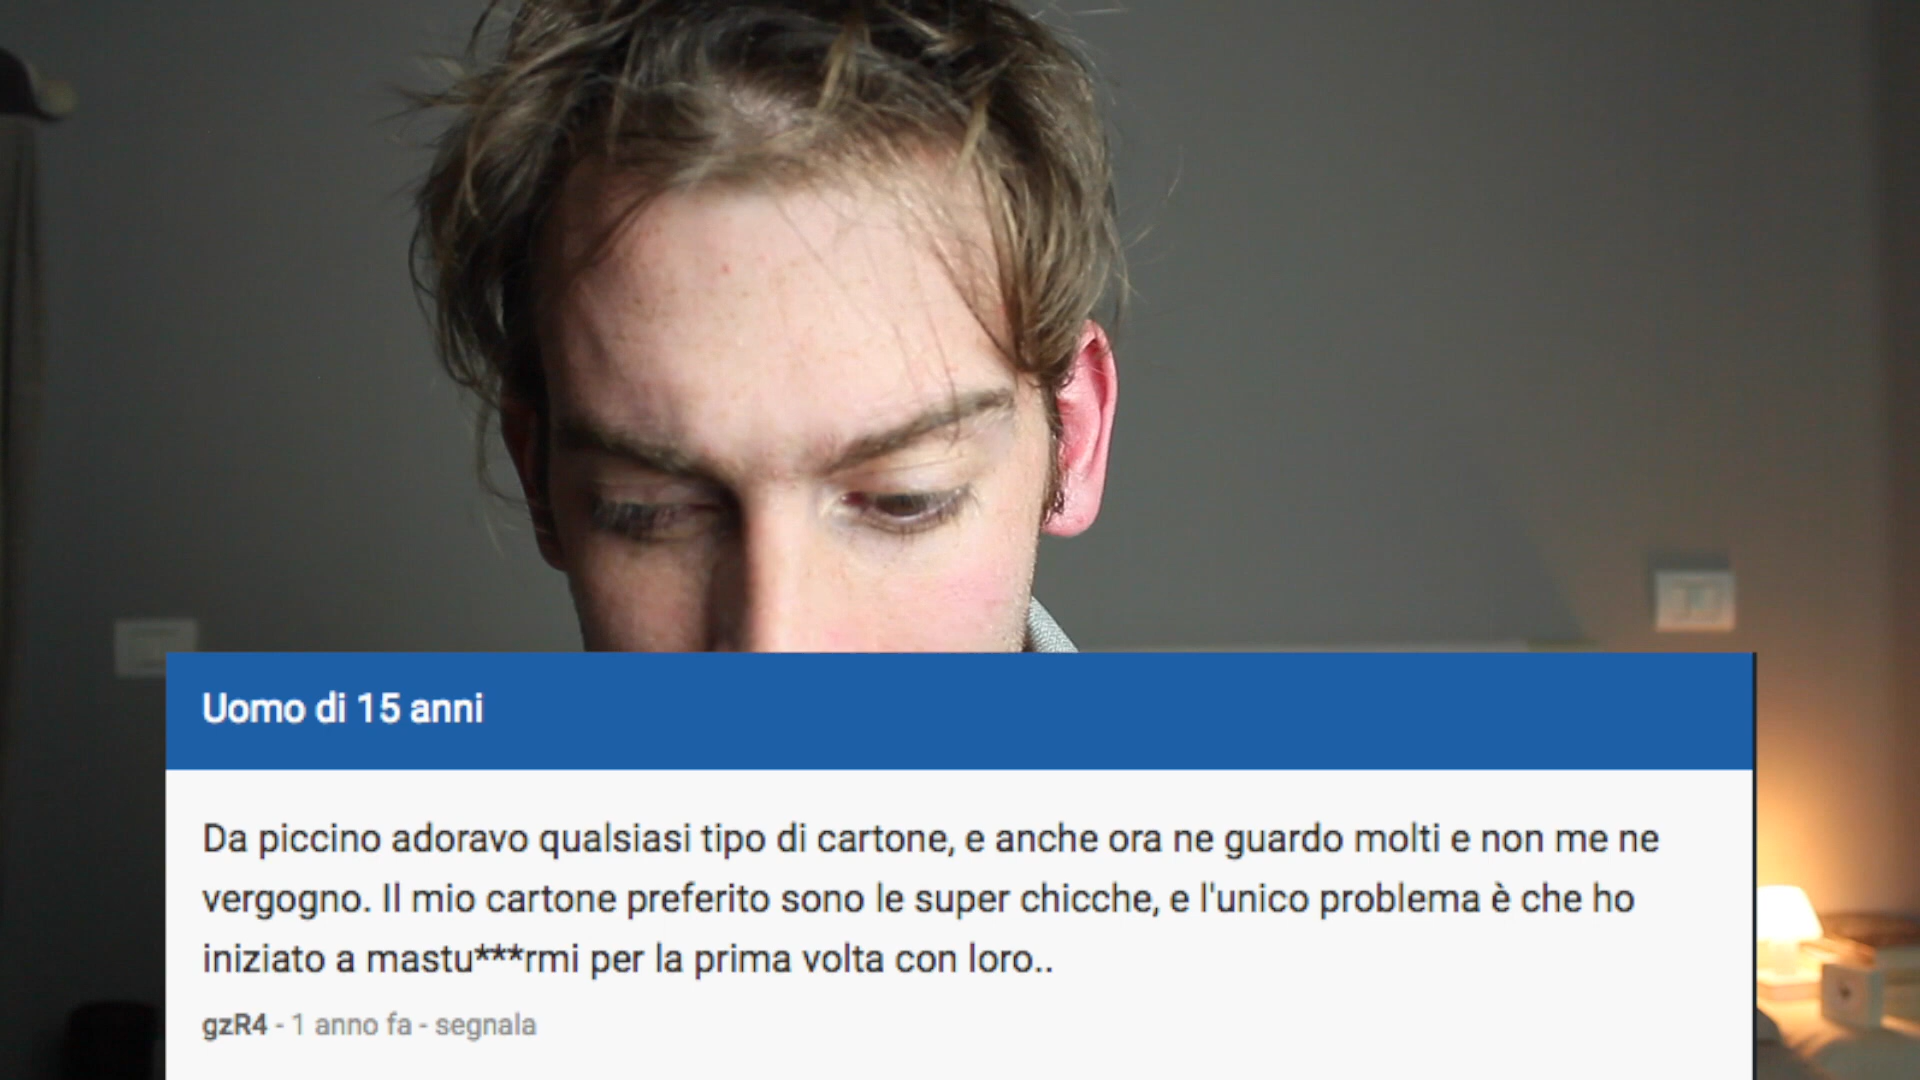 Uomo di 15 anni
Da piccino adoravo qualsiasi tipo di cartone, e anche ora ne guardo molti e non me ne
vergogno. Il mio cartone preferito sono le super chicche, e l'unico problema è che ho
iniziato a mastu***rmi per la prima volta con loro..
gzR4 - 1 anno fa - segnala